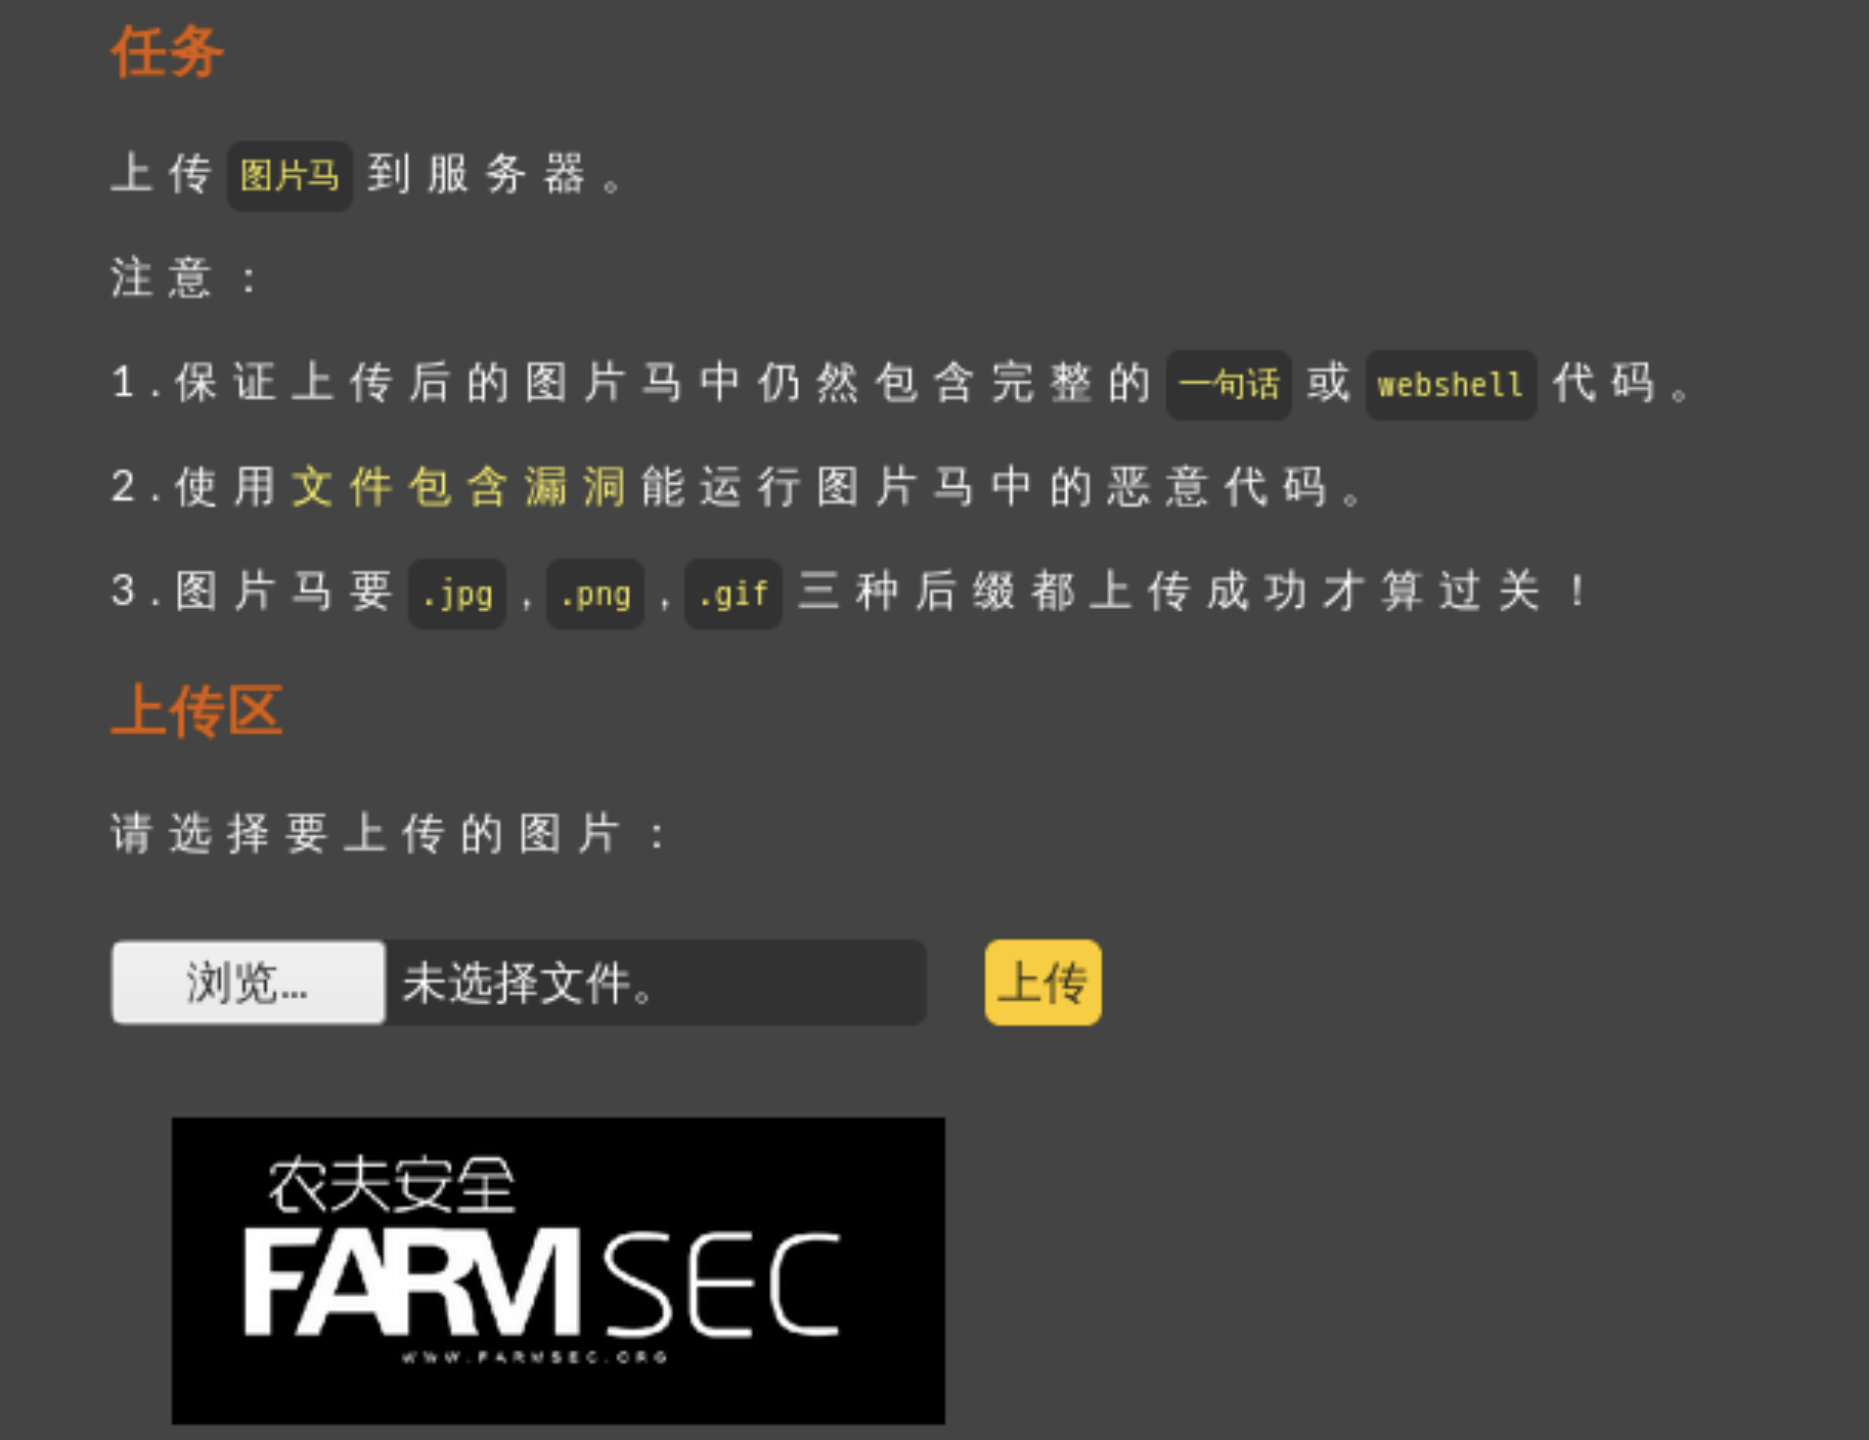 任务
上传 图片马 到服务器。
注意：
1.保证上传后的图片马中仍然包含完整的 一句话 或 webshell 代码。
2.使用文件包含漏洞能运行图片马中的恶意代码。
3.图片马要 .jpg , .png , .gif 三种后缀都上传成功才算过关！
上传区
请选择要上传的图片：
浏览... 未选择文件。 上传
农夫安全
FARMSEC
WWW.FARMSEC.ORG